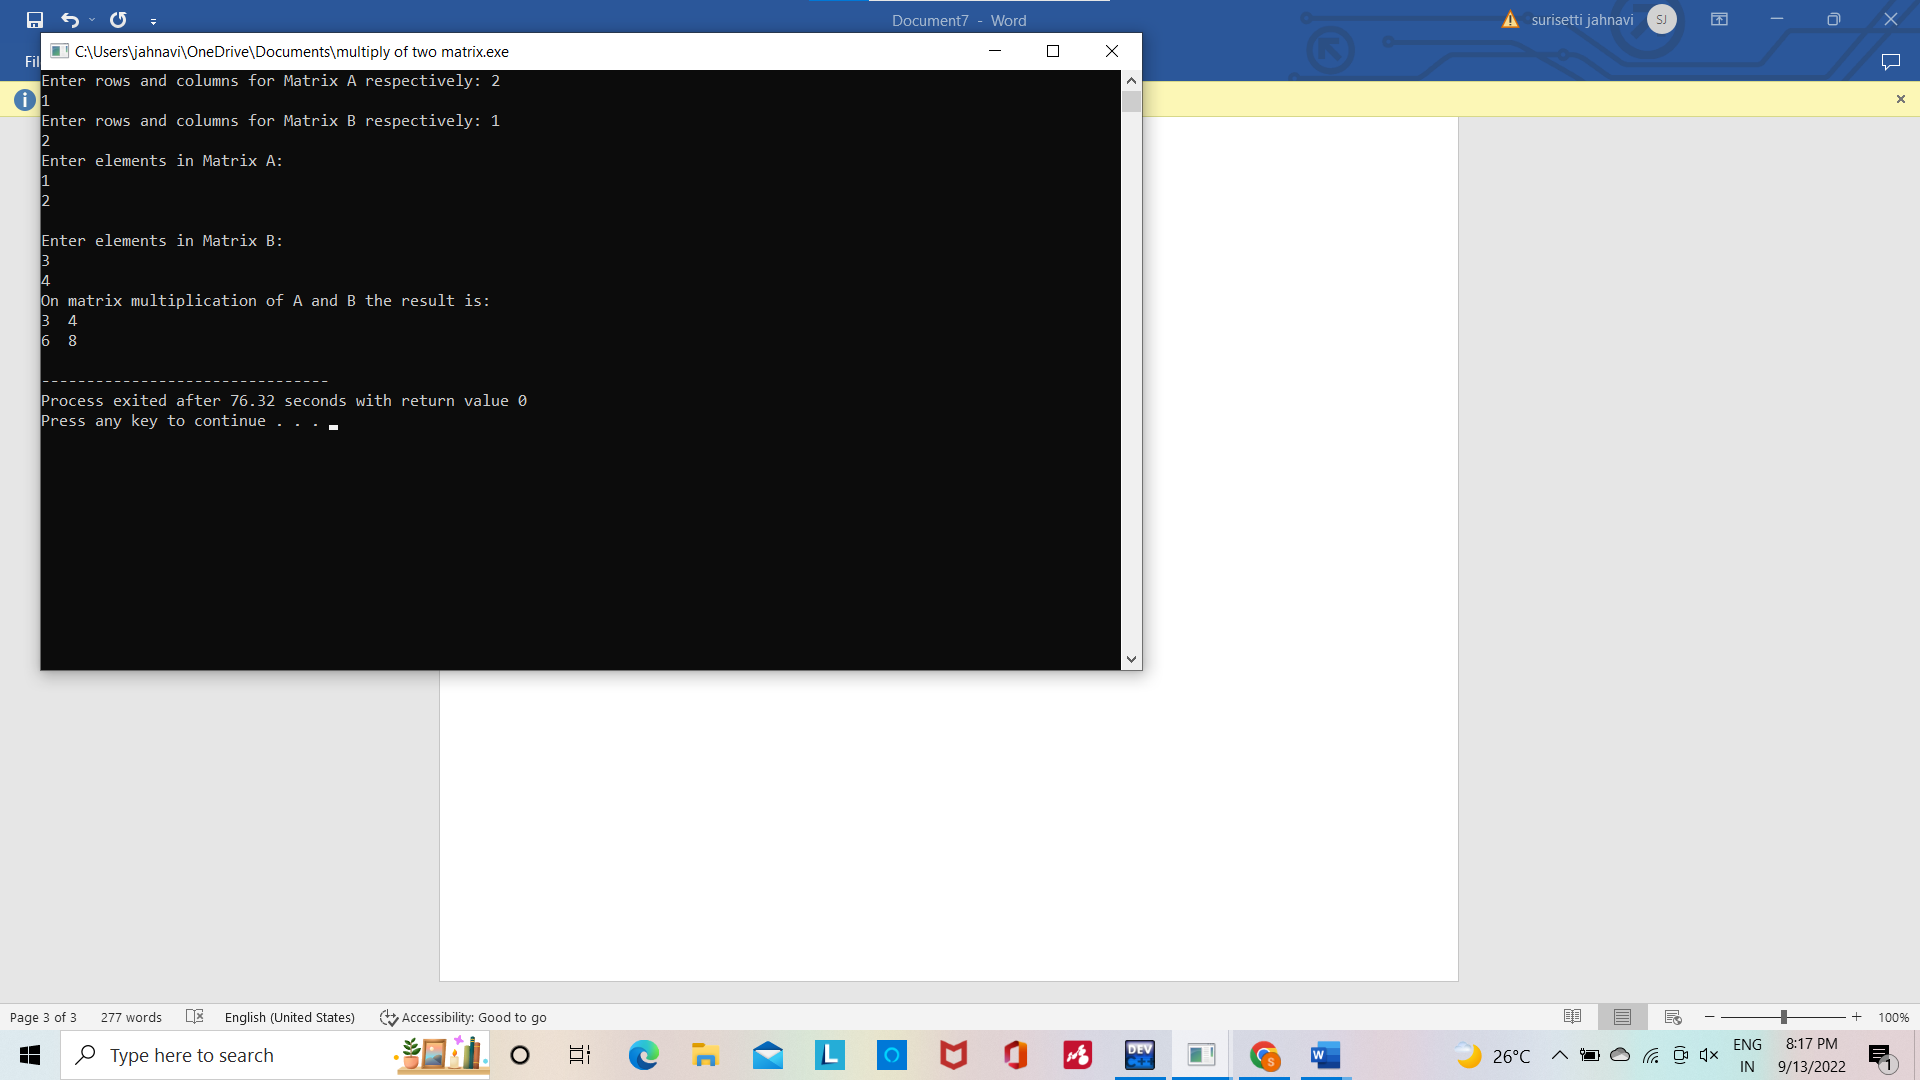 Document7 - Word
surisetti jahnavi
SJ
C:\Users\jahnavi\OneDrive\Documents\multiply of two matrix.exe
Enter rows and columns for Matrix A respectively: 2
1
Enter rows and columns for Matrix B respectively: 1
2
Enter elements in Matrix A:
1
2
Enter elements in Matrix B:
3
4
On matrix multiplication of A and B the result is:
3 4
6 8
--------------------------------
Process exited after 76.32 seconds with return value 0
Press any key to continue . . .
Page 3 of 3 277 words English (United States) Accessibility: Good to go 100%
Type here to search
L
DEV
C++
S
W
26°C
ENG
IN
8:17 PM
9/13/2022
1